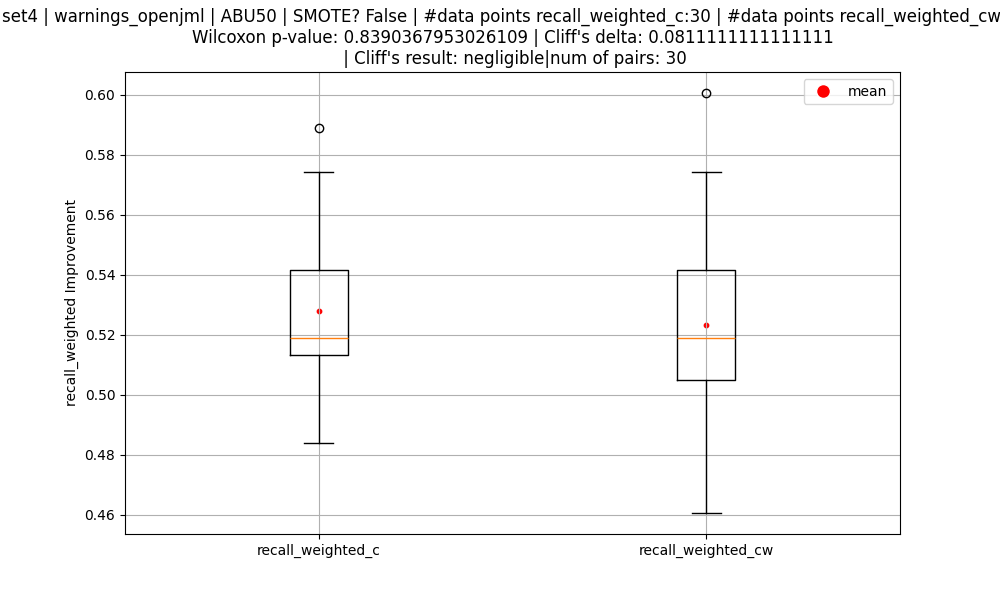 set4 | warnings_openjml | ABU50 | SMOTE? False | #data points recall_weighted_c:30 | #data points recall_weighted_cw
Wilcoxon p-value: 0.8390367953026109 | Cliff's delta: 0.0811111111111111
| Cliff's result: negligible|num of pairs: 30
mean
0.60
0.58
0.56
0.54
0.52
0.50
0.48
0.46
recall_weighted Improvement
recall_weighted_c
recall_weighted_cw